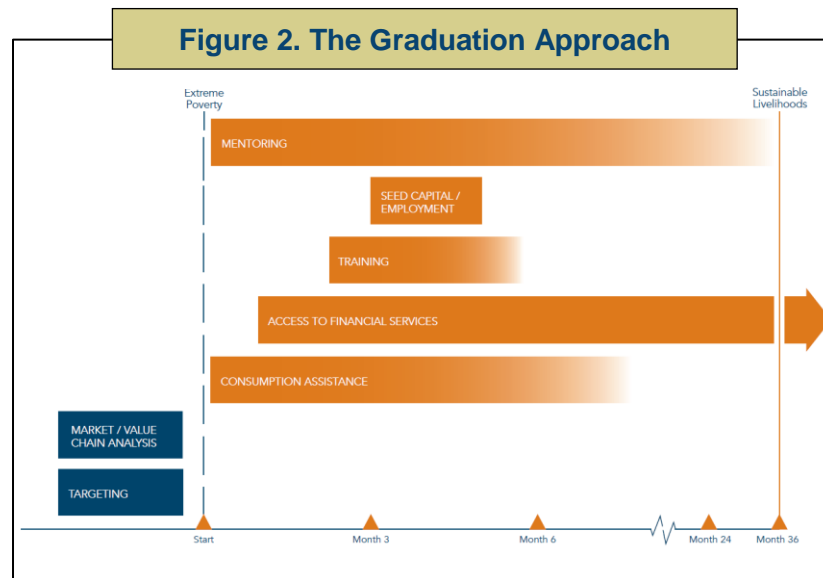 Figure 2. The Graduation Approach
Extreme
Poverty
Sustainable
Livelihoods
MENTORING
SEED CAPITAL /
EMPLOYMENT
TRAINING
ACCESS TO FINANCIAL SERVICES
CONSUMPTION ASSISTANCE
MARKET / VALUE
CHAIN ANALYSIS
TARGETING
Start
Month 3
Month 6
Month 24
Month 36